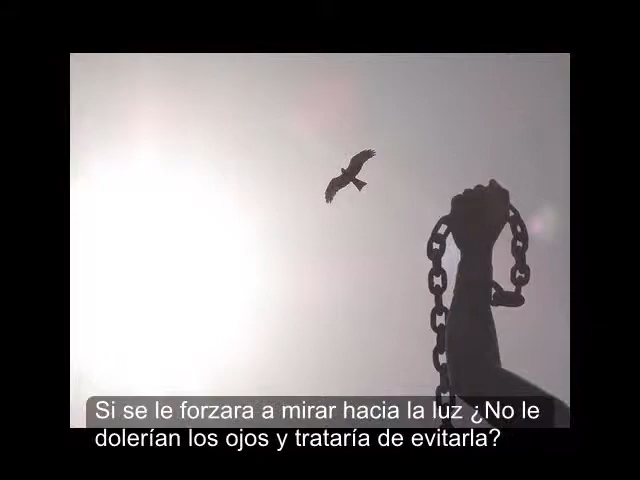 Si se le forzara a mirar hacia la luz ¿No le
dolerían los ojos y trataría de evitarla?